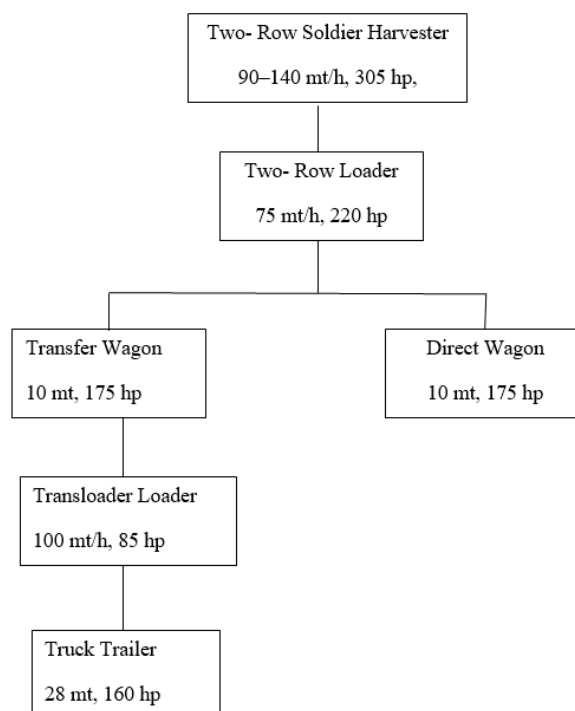 Two- Row Soldier Harvester
90–140 mt/h, 305 hp,
Two- Row Loader
75 mt/h, 220 hp
Transfer Wagon
10 mt, 175 hp
Direct Wagon
10 mt, 175 hp
Transloader Loader
100 mt/h, 85 hp
Truck Trailer
28 mt, 160 hp